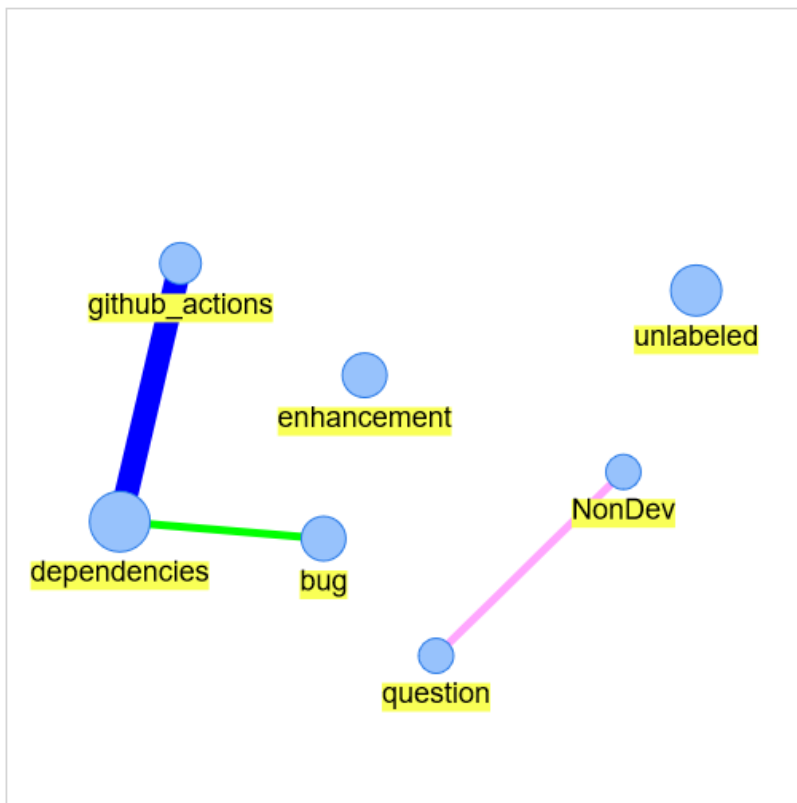 github_actions
unlabeled
enhancement
NonDev
dependencies
bug
question